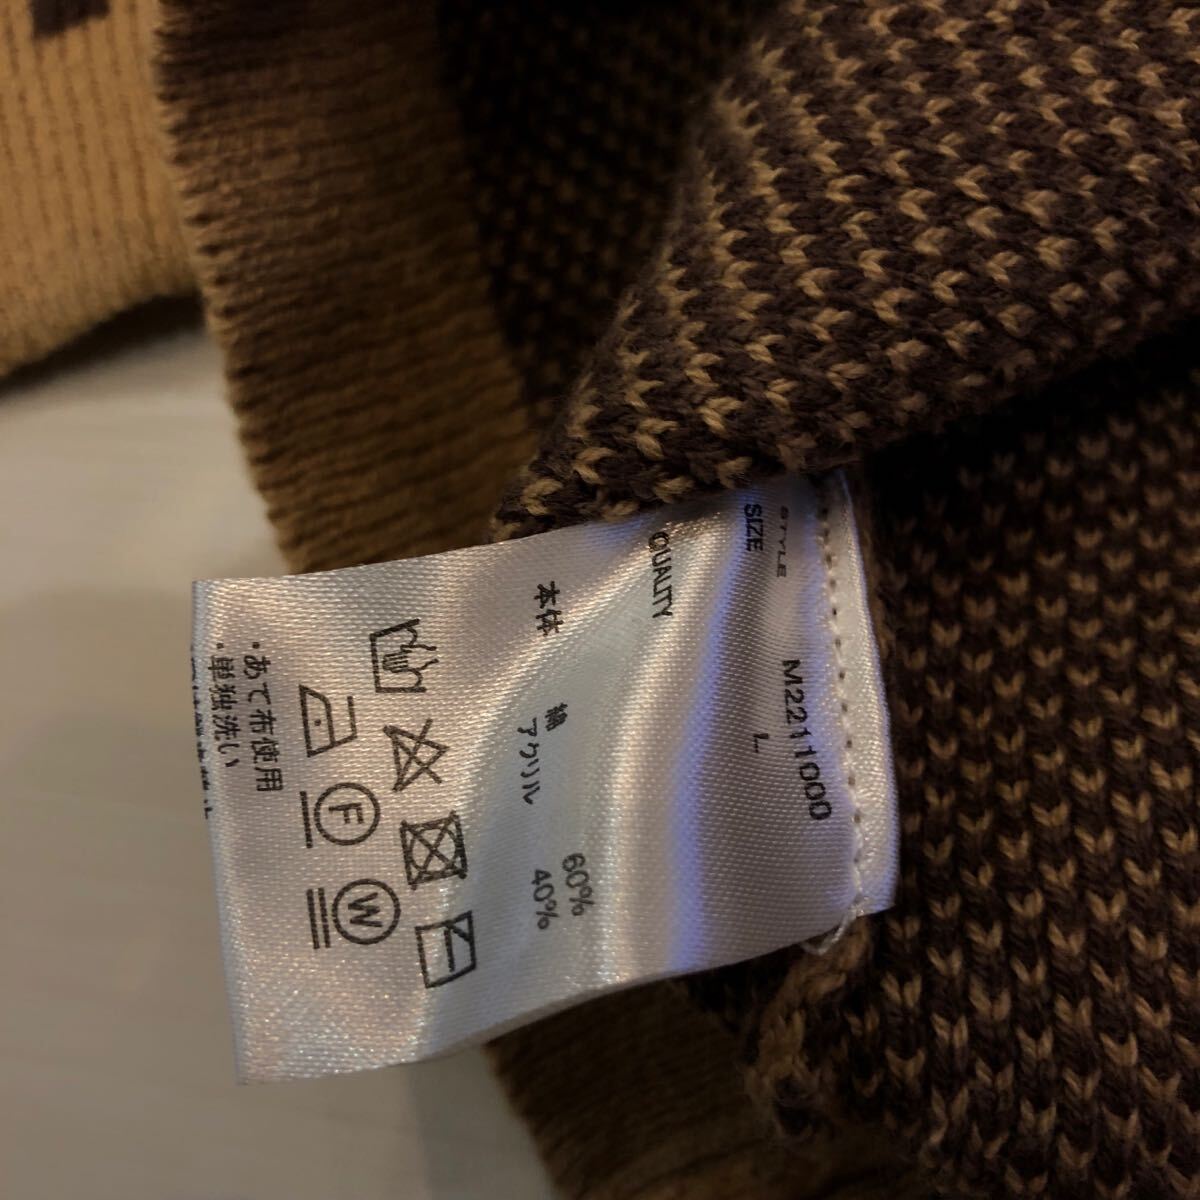 STYLE M2211000
SIZE L
QUALITY
本体 綿 60%
アクリル 40%
F
W
・あて布使用
・単独洗い